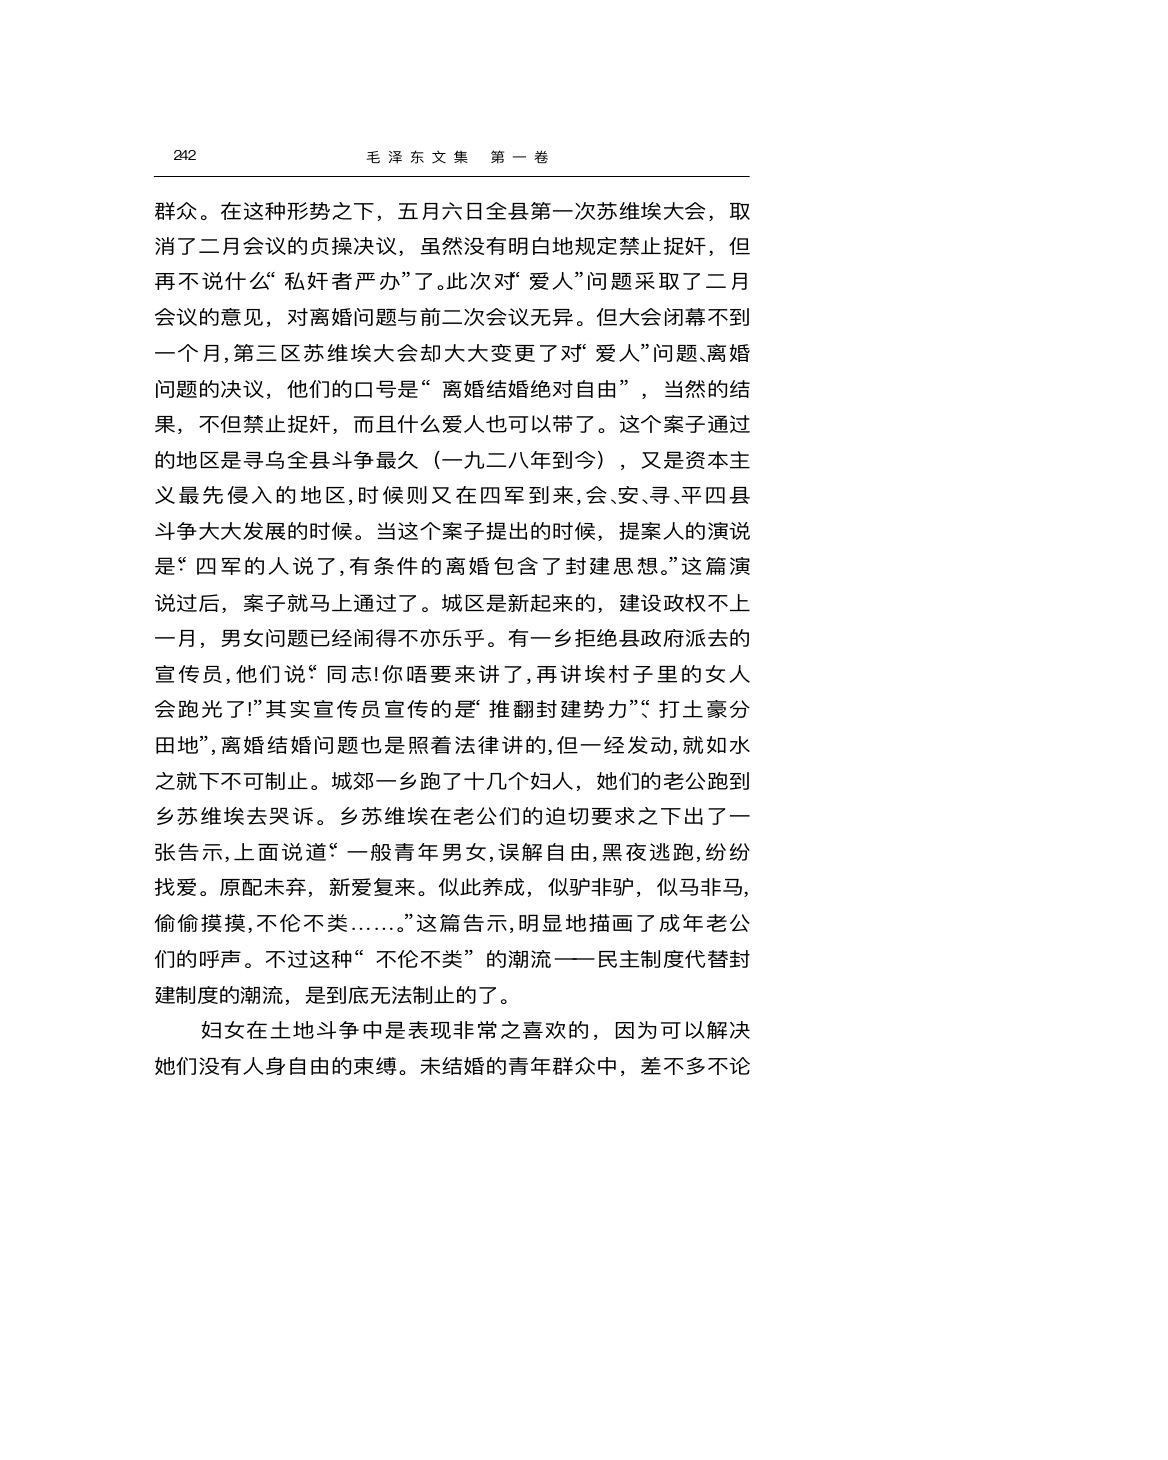 242
毛泽东文集 第一卷
群众。在这种形势之下，五月六日全县第一次苏维埃大会，取
消了二月会议的贞操决议，虽然没有明白地规定禁止捉奸，但
再不说什么“私奸者严办”了。此次对“爱人”问题采取了二月
会议的意见，对离婚问题与前二次会议无异。但大会闭幕不到
一个月，第三区苏维埃大会却大大变更了对“爱人”问题、离婚
问题的决议，他们的口号是“离婚结婚绝对自由”，当然的结
果，不但禁止捉奸，而且什么爱人也可以带了。这个案子通过
的地区是寻乌全县斗争最久（一九二八年到今），又是资本主
义最先侵入的地区，时候则又在四军到来，会、安、寻、平四县
斗争大大发展的时候。当这个案子提出的时候，提案人的演说
是：“四军的人说了，有条件的离婚包含了封建思想。”这篇演
说过后，案子就马上通过了。城区是新起来的，建设政权不上
一月，男女问题已经闹得不亦乐乎。有一乡拒绝县政府派去的
宣传员，他们说：“同志！你唔要来讲了，再讲埃村子里的女人
会跑光了！”其实宣传员宣传的是“推翻封建势力”、“打土豪分
田地”，离婚结婚问题也是照着法律讲的，但一经发动，就如水
之就下不可制止。城郊一乡跑了十几个妇人，她们的老公跑到
乡苏维埃去哭诉。乡苏维埃在老公们的迫切要求之下出了一
张告示，上面说道：“一般青年男女，误解自由，黑夜逃跑，纷纷
找爱。原配未弃，新爱复来。似此养成，似驴非驴，似马非马，
偷偷摸摸，不伦不类……。”这篇告示，明显地描画了成年老公
们的呼声。不过这种“不伦不类”的潮流——民主制度代替封
建制度的潮流，是到底无法制止的了。
妇女在土地斗争中是表现非常之喜欢的，因为可以解决
她们没有人身自由的束缚。未结婚的青年群众中，差不多不论